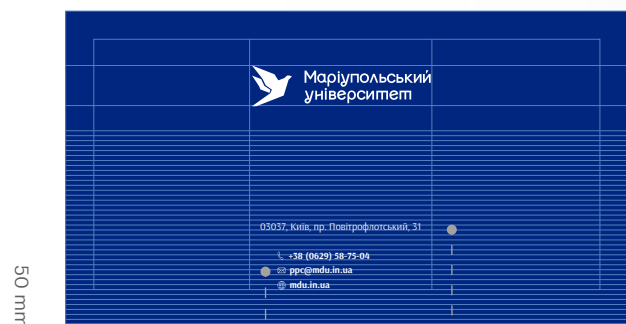 Маріупольський
університет
03037, Київ, пр. Повітрофлотський, 31
+38 (0629) 58-75-04
ppc@mdu.in.ua
mdu.in.ua
50 mm